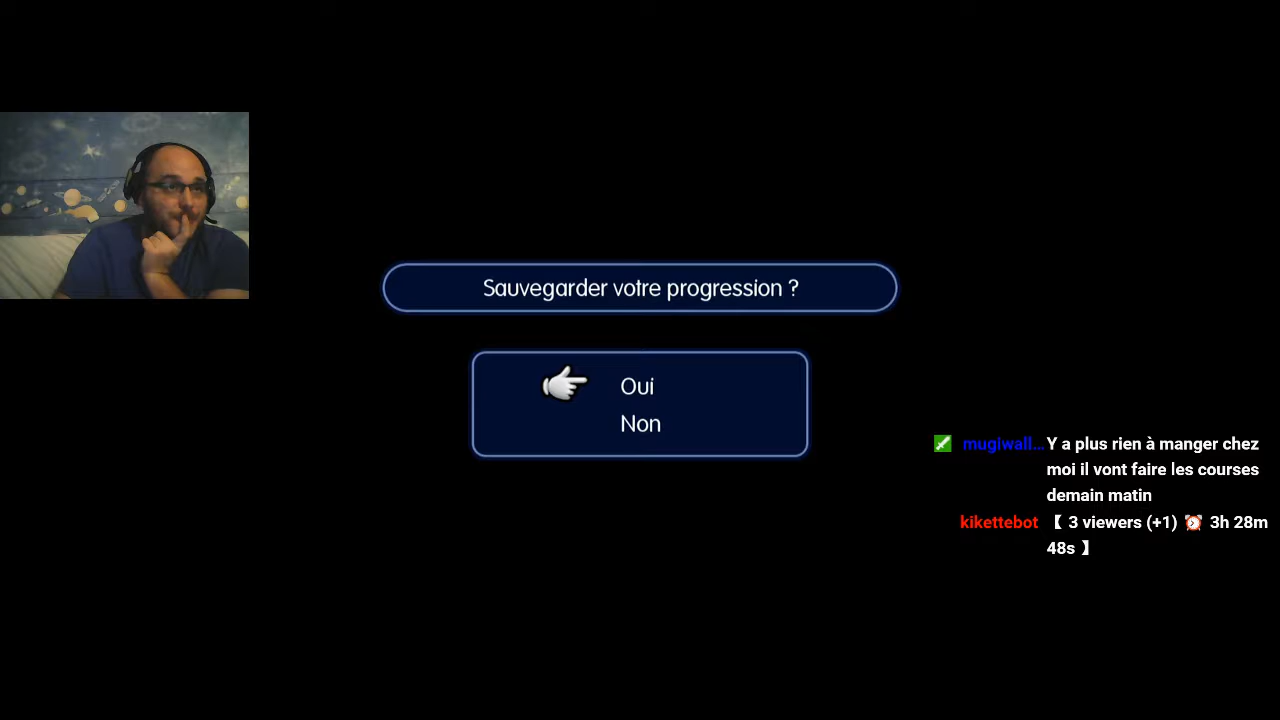 Sauvegarder votre progression ?
Oui
Non
mugiwall... Y a plus rien à manger chez
moi il vont faire les courses
demain matin
kikettebot 【 3 viewers (+1) ⏰ 3h 28m
48s 】